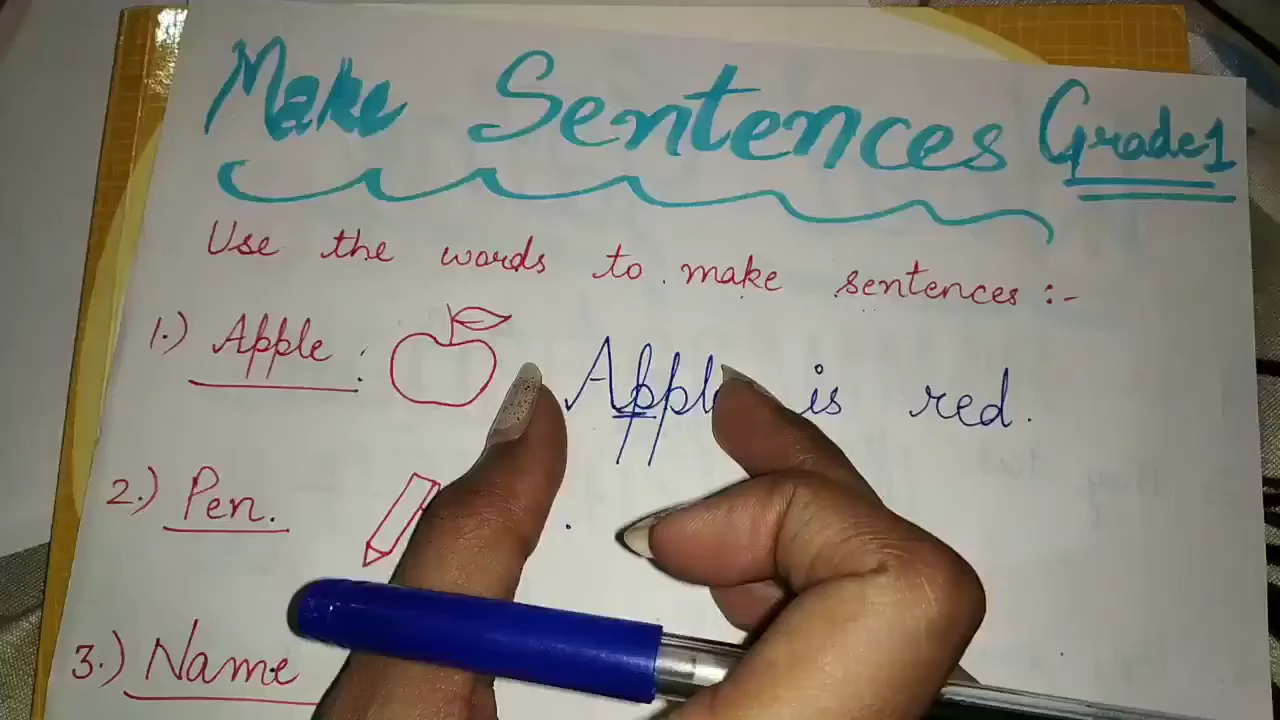 Make Sentences Grade 1
Use the words to make sentences :-
1.) Apple : Apple is red.
2.) Pen.
3.) Name